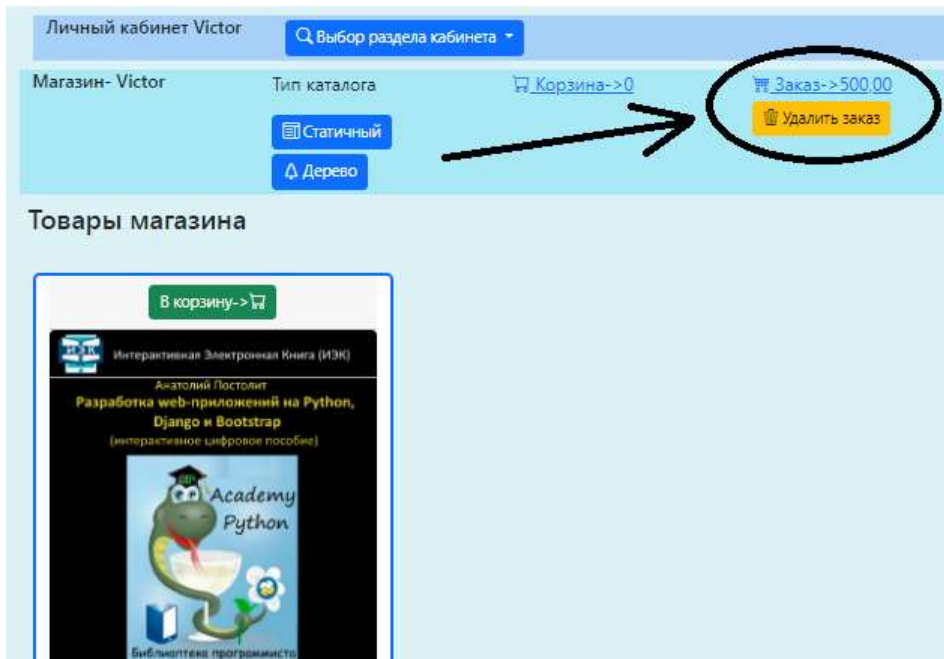 Личный кабинет Victor
Выбор раздела кабинета
Магазин- Victor
Тип каталога
Корзина->0
Заказ->500,00
Удалить заказ
Статичный
Дерево
Товары магазина
В корзину->
ИЭК
Интерактивная Электронная Книга (ИЭК)
Анатолий Постолит
Разработка web-приложений на Python,
Django и Bootstrap
(интерактивное цифровое пособие)
Academy
Python
Библиотека программиста